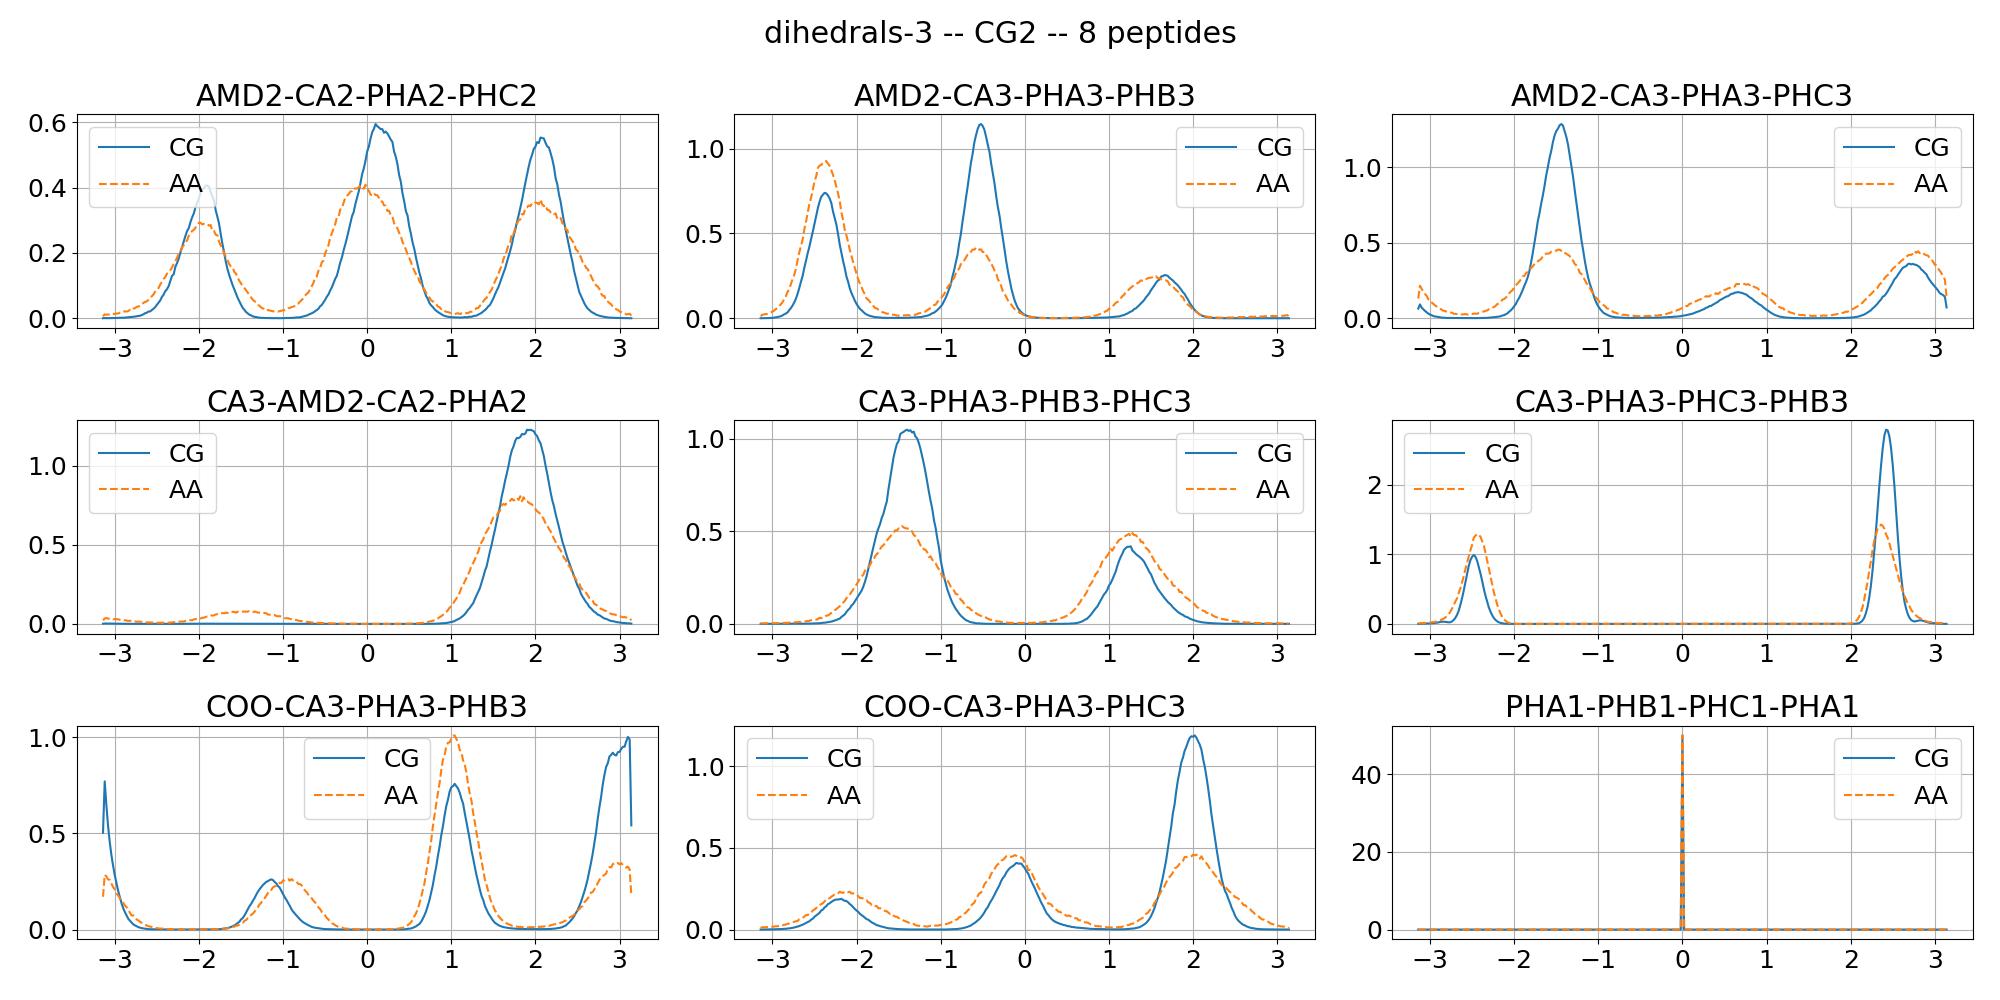 dihedrals-3 -- CG2 -- 8 peptides
AMD2-CA2-PHA2-PHC2
AMD2-CA3-PHA3-PHB3
AMD2-CA3-PHA3-PHC3
0.6
0.4
0.2
0.0
CG
AA
−3 −2 −1 0 1 2 3
1.0
0.5
0.0
CG
AA
−3 −2 −1 0 1 2 3
1.0
0.5
0.0
CG
AA
−3 −2 −1 0 1 2 3
CA3-AMD2-CA2-PHA2
CA3-PHA3-PHB3-PHC3
CA3-PHA3-PHC3-PHB3
1.0
0.5
0.0
CG
AA
−3 −2 −1 0 1 2 3
1.0
0.5
0.0
CG
AA
−3 −2 −1 0 1 2 3
2
1
0
CG
AA
−3 −2 −1 0 1 2 3
COO-CA3-PHA3-PHB3
COO-CA3-PHA3-PHC3
PHA1-PHB1-PHC1-PHA1
1.0
0.5
0.0
CG
AA
−3 −2 −1 0 1 2 3
1.0
0.5
0.0
CG
AA
−3 −2 −1 0 1 2 3
40
20
0
CG
AA
−3 −2 −1 0 1 2 3